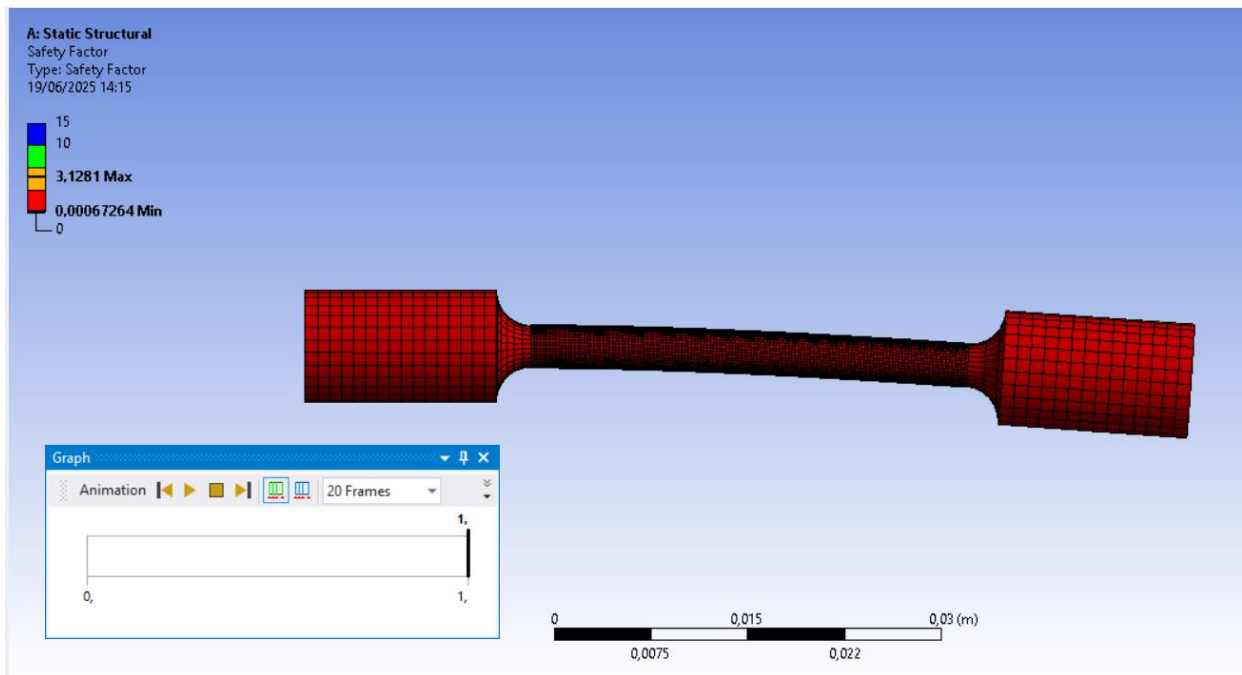 A: Static Structural
Safety Factor
Type: Safety Factor
19/06/2025 14:15
15
10
3,1281 Max
0,00067264 Min
0
Graph
Animation
20 Frames
1,
0,
1,
0
0,015
0,03 (m)
0,0075
0,022